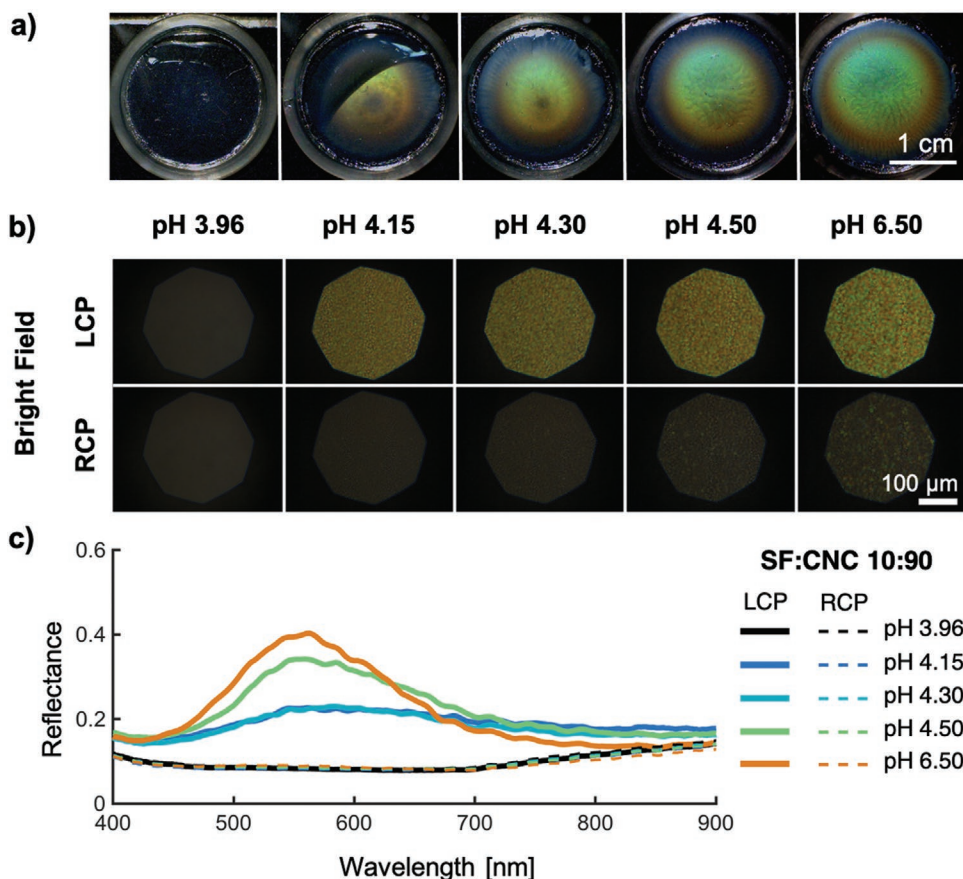 a)
1 cm
b)
pH 3.96 pH 4.15 pH 4.30 pH 4.50 pH 6.50
Bright Field
LCP
RCP
100 µm
c)
0.6
0.4
0.2
0
Reflectance
400 500 600 700 800 900
Wavelength [nm]
SF:CNC 10:90
LCP RCP
pH 3.96
pH 4.15
pH 4.30
pH 4.50
pH 6.50